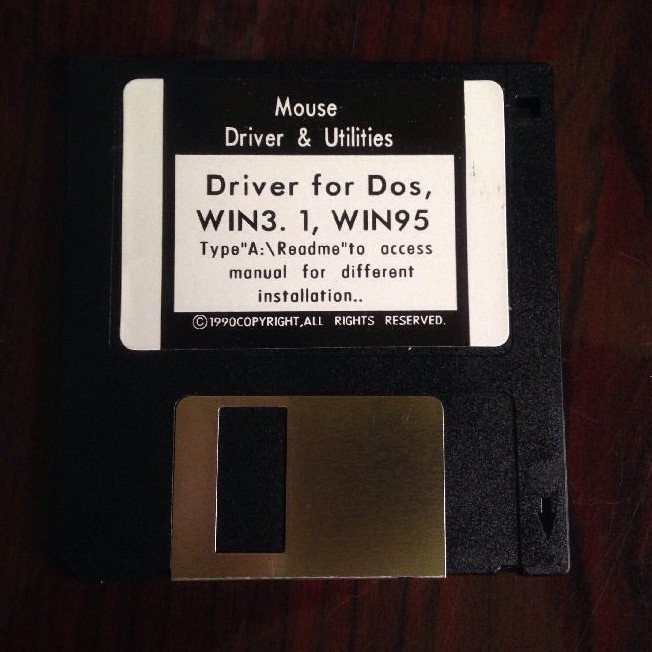 Mouse
Driver & Utilities
Driver for Dos,
WIN3. 1, WIN95
Type"A:\Readme"to access
manual for different
installation..
©1990COPYRIGHT,ALL RIGHTS RESERVED.